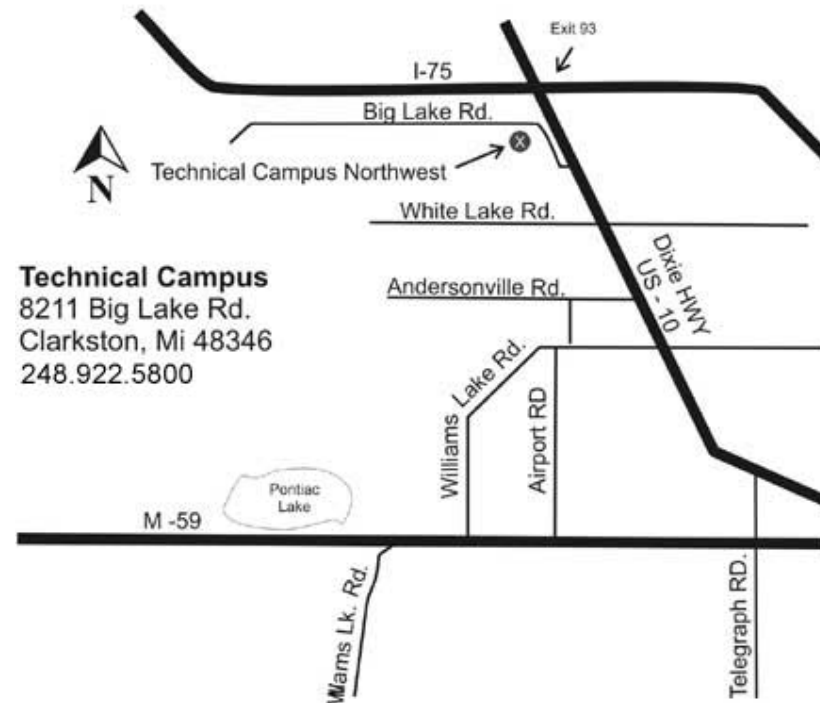 Exit 93
I-75
Big Lake Rd.
Technical Campus Northwest
X
N
White Lake Rd.
Technical Campus
8211 Big Lake Rd.
Clarkston, Mi 48346
248.922.5800
Andersonville Rd.
Dixie HWY
US - 10
Williams Lake Rd.
Airport RD
Pontiac
Lake
M -59
Lk. Rd.
Telegraph RD.